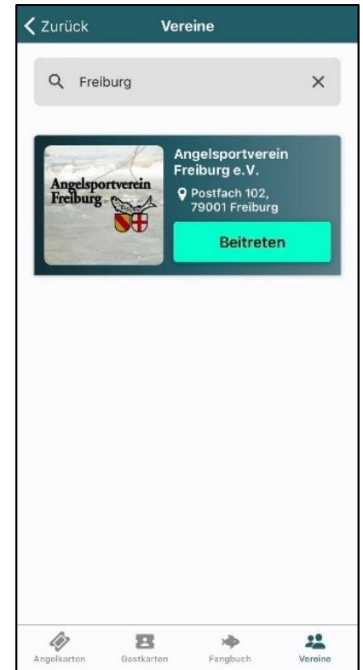 Zurück
Vereine
Freiburg
Angelsportverein
Freiburg
Angelsportverein
Freiburg e.V.
Postfach 102,
79001 Freiburg
Beitreten
Angelkarten
Gastkarten
Fangbuch
Vereine